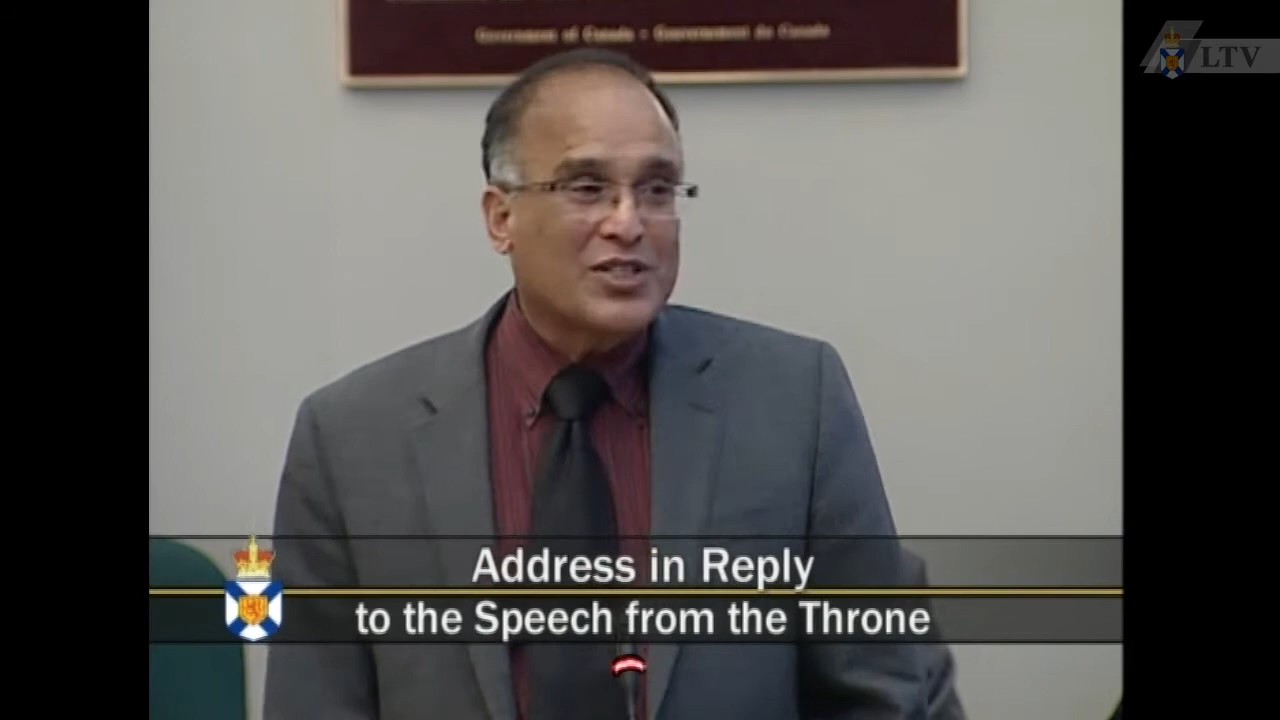 Government of Canada - Gouvernement du Canada
LTV
Address in Reply
to the Speech from the Throne